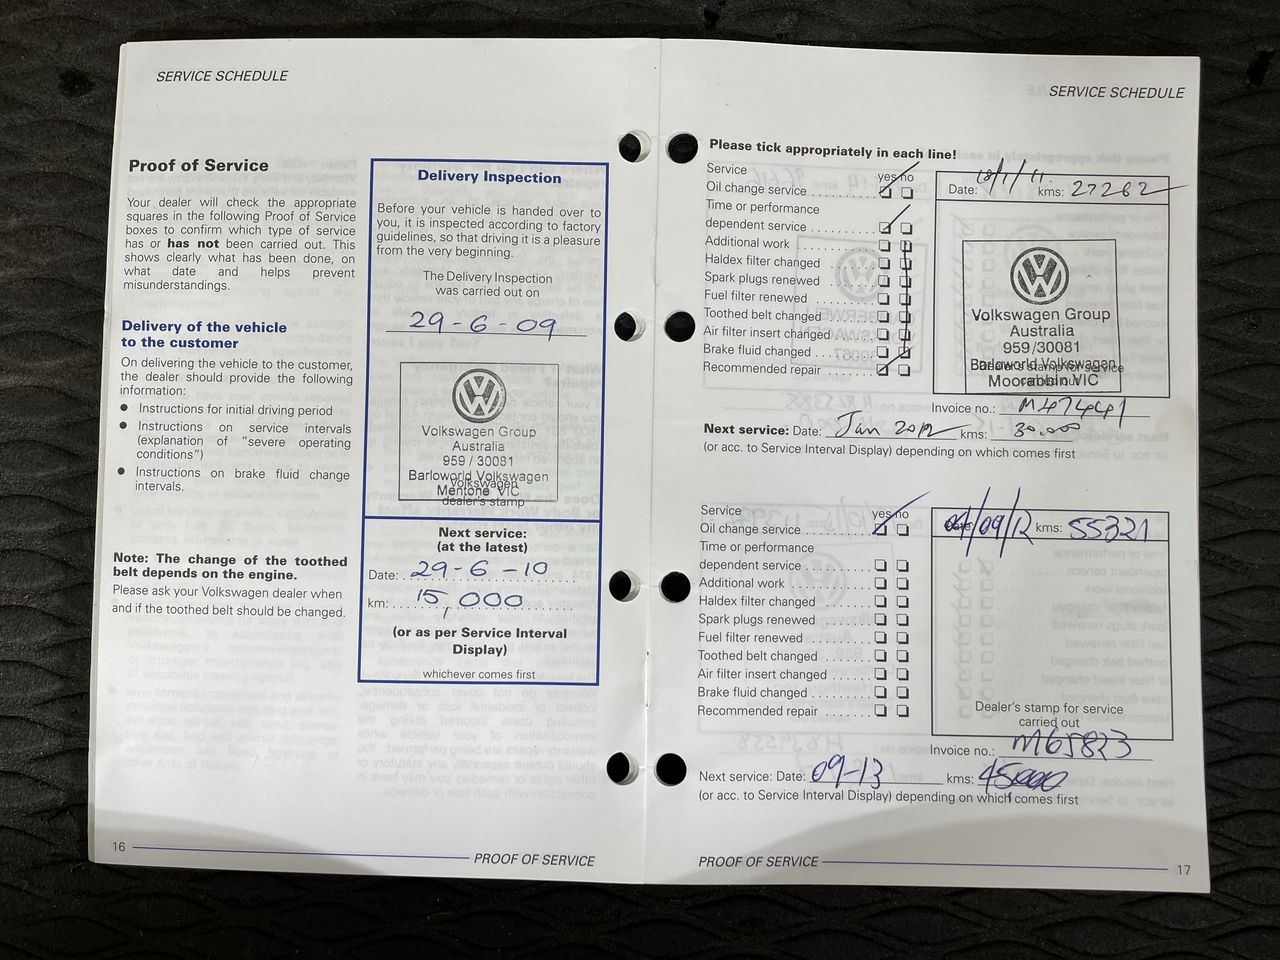 SERVICE SCHEDULE
Proof of Service
Your dealer will check the appropriate
squares in the following Proof of Service
boxes to confirm which type of service
has or has not been carried out. This
shows clearly what has been done, on
what date and helps prevent
misunderstandings.
Delivery of the vehicle
to the customer
On delivering the vehicle to the customer,
the dealer should provide the following
information:
● Instructions for initial driving period
● Instructions on service intervals
(explanation of "severe operating
conditions")
● Instructions on brake fluid change
intervals.
Note: The change of the toothed
belt depends on the engine.
Please ask your Volkswagen dealer when
and if the toothed belt should be changed.
Delivery Inspection
Before your vehicle is handed over to
you, it is inspected according to factory
guidelines, so that driving it is a pleasure
from the very beginning.
The Delivery Inspection
was carried out on
29-6-09
Volkswagen Group
Australia
959 / 30081
Barloworld Volkswagen
Mentone VIC
Volkswagen
dealer's stamp
Next service:
(at the latest)
Date: 29-6-10
km: 15,000
(or as per Service Interval
Display)
whichever comes first
16
PROOF OF SERVICE
SERVICE SCHEDULE
Please tick appropriately in each line!
Service yes no
Oil change service
Time or performance
dependent service
Additional work
Haldex filter changed
Spark plugs renewed
Fuel filter renewed
Toothed belt changed
Air filter insert changed
Brake fluid changed
Recommended repair
Date: 18/1/11 kms: 27262
Volkswagen Group
Australia
959/30081
Barloworld Volkswagen
Dealer's stamp for service
Moorabbin VIC
carried out
Invoice no.: M47441
Next service: Date: Jan 2012 kms: 30.000
(or acc. to Service Interval Display) depending on which comes first
Service yes no
Oil change service
Time or performance
dependent service
Additional work
Haldex filter changed
Spark plugs renewed
Fuel filter renewed
Toothed belt changed
Air filter insert changed
Brake fluid changed
Recommended repair
Date: /09/12 kms: 55321
Dealer's stamp for service
carried out
Invoice no.: M65823
Next service: Date: 09-13 kms: 45000
(or acc. to Service Interval Display) depending on which comes first
PROOF OF SERVICE
17